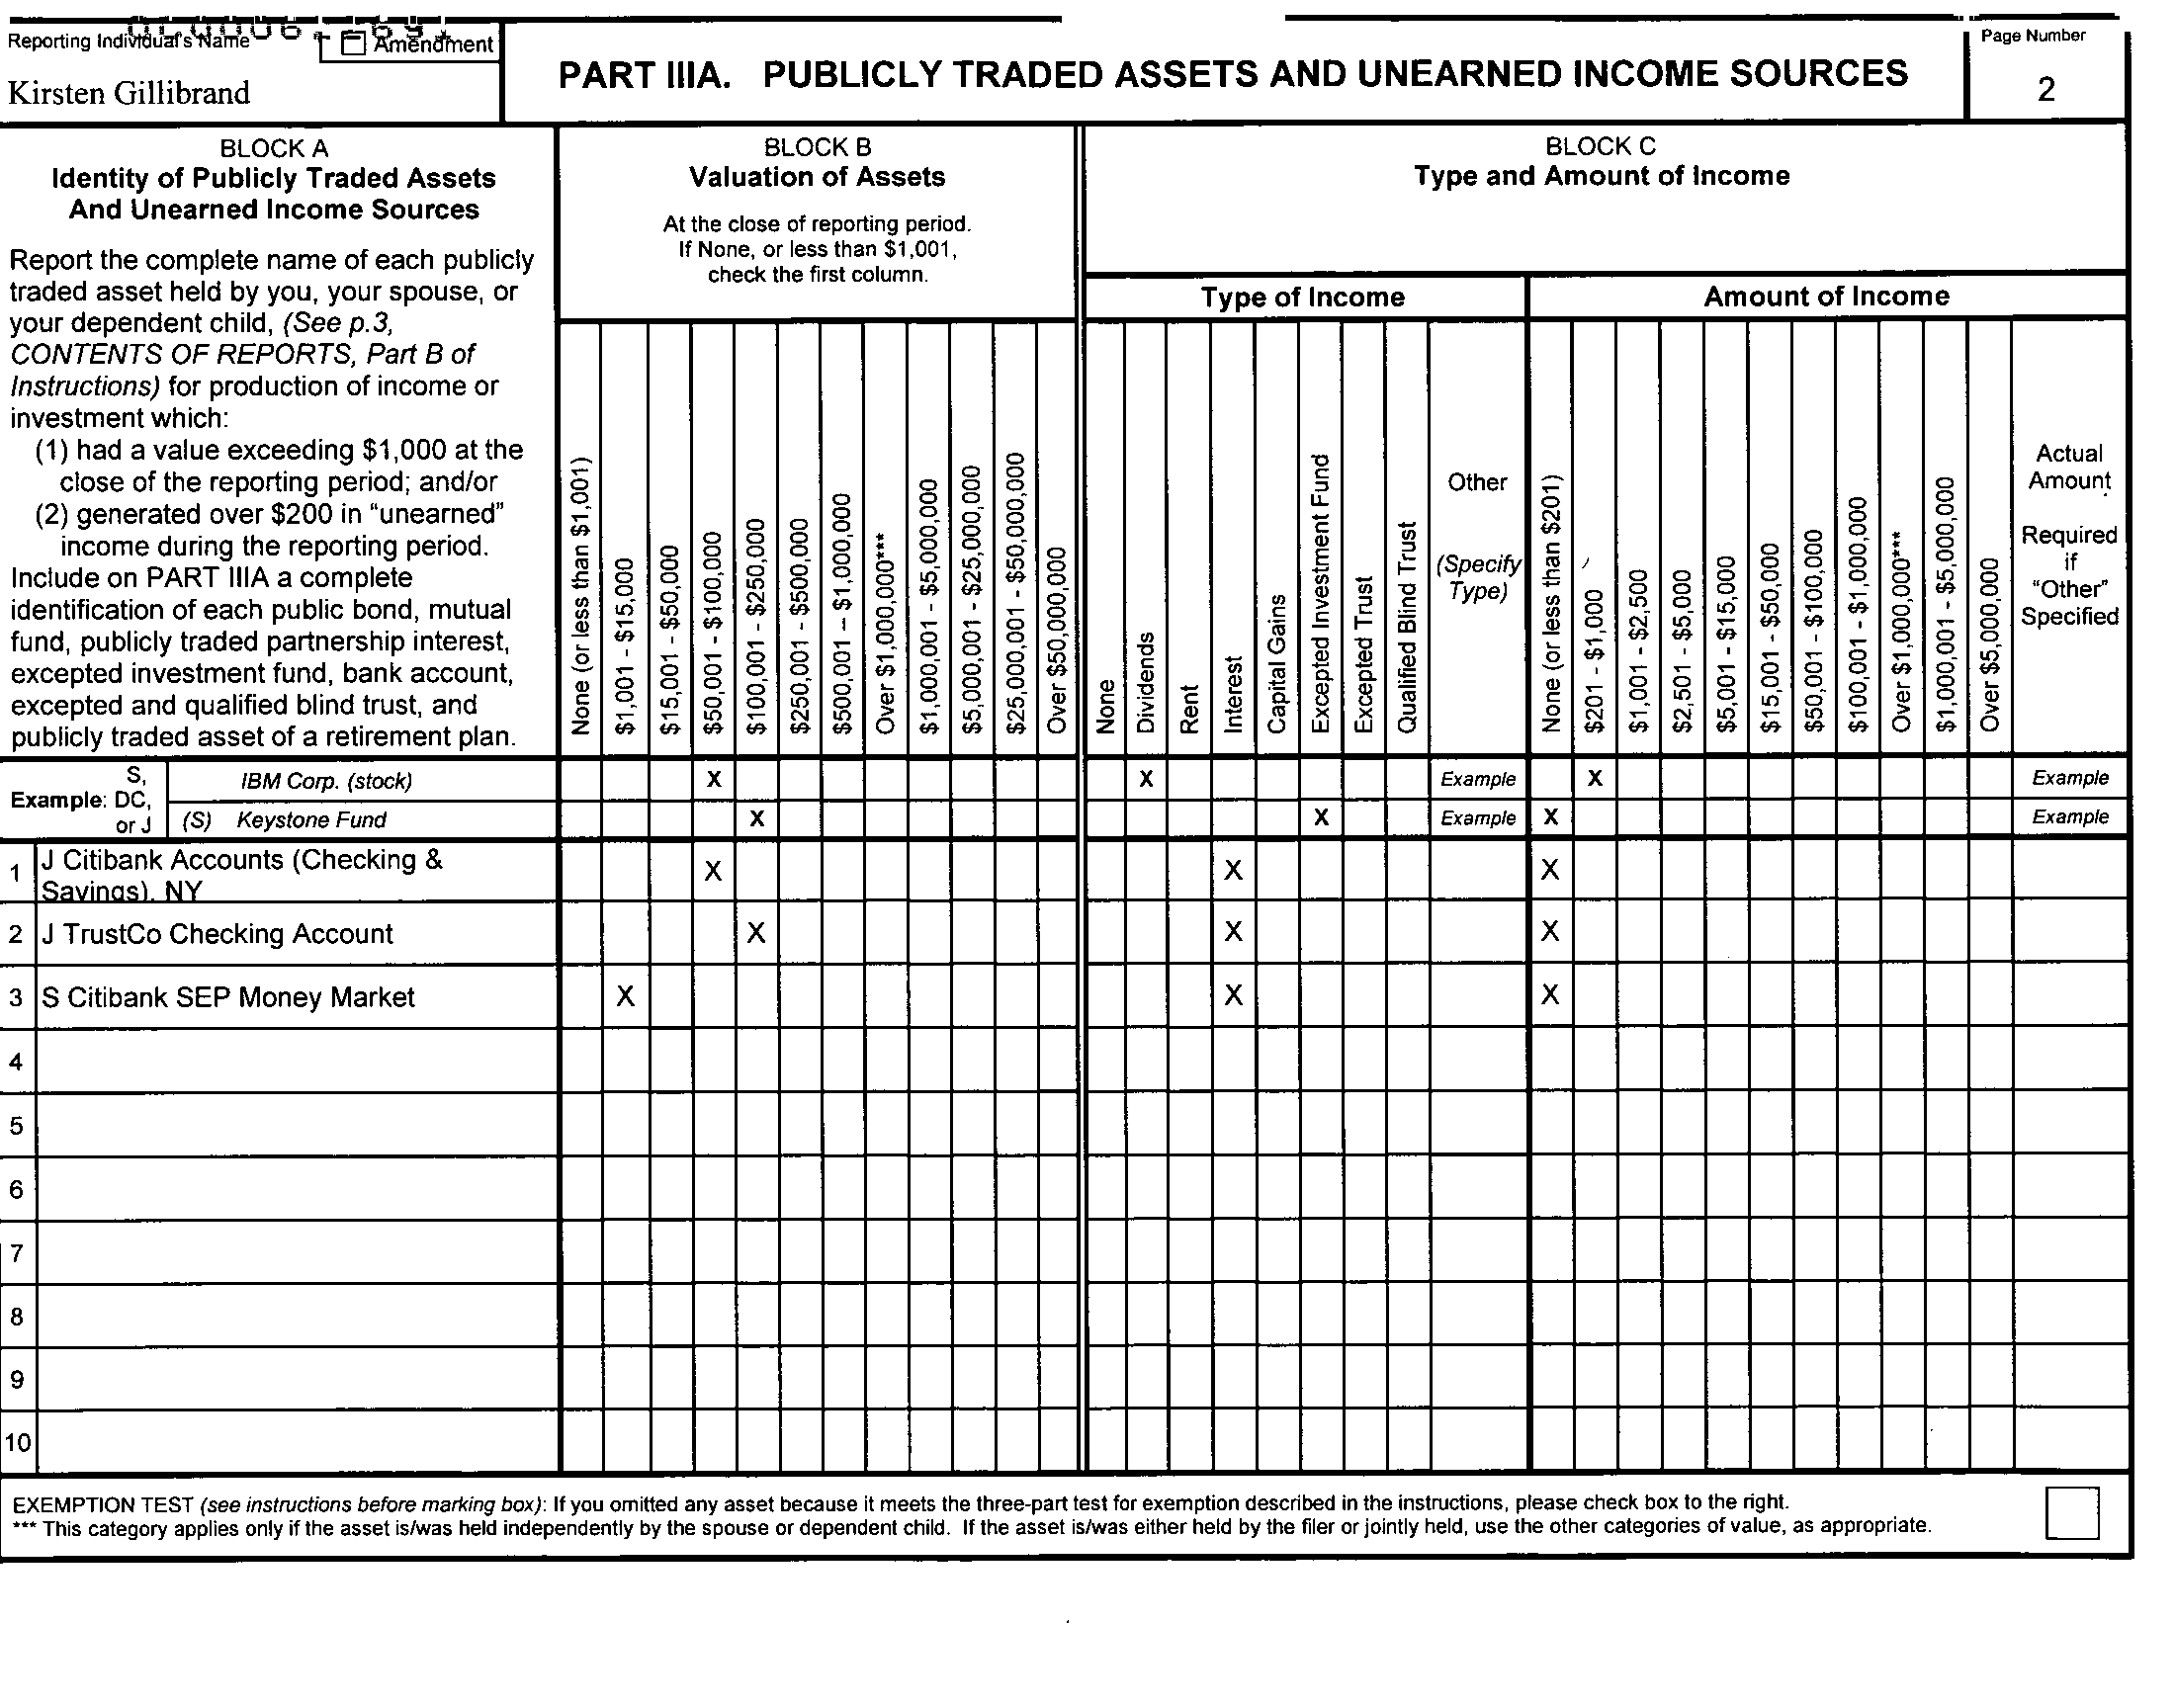 Reporting Individual's Name
Amendment
Kirsten Gillibrand
PART IIIA. PUBLICLY TRADED ASSETS AND UNEARNED INCOME SOURCES
Page Number
2
BLOCK A
Identity of Publicly Traded Assets
And Unearned Income Sources
Report the complete name of each publicly
traded asset held by you, your spouse, or
your dependent child, (See p.3,
CONTENTS OF REPORTS, Part B of
Instructions) for production of income or
investment which:
(1) had a value exceeding $1,000 at the
close of the reporting period; and/or
(2) generated over $200 in "unearned"
income during the reporting period.
Include on PART IIIA a complete
identification of each public bond, mutual
fund, publicly traded partnership interest,
excepted investment fund, bank account,
excepted and qualified blind trust, and
publicly traded asset of a retirement plan.
BLOCK B
Valuation of Assets
At the close of reporting period.
If None, or less than $1,001,
check the first column.
None (or less than $1,001)
$1,001 - $15,000
$15,001 - $50,000
$50,001 - $100,000
$100,001 - $250,000
$250,001 - $500,000
$500,001 – $1,000,000
Over $1,000,000***
$1,000,001 - $5,000,000
$5,000,001 - $25,000,000
$25,000,001 - $50,000,000
Over $50,000,000
BLOCK C
Type and Amount of Income
Type of Income
None
Dividends
Rent
Interest
Capital Gains
Excepted Investment Fund
Excepted Trust
Qualified Blind Trust
Other
(Specify
Type)
Amount of Income
None (or less than $201)
$201 - $1,000
$1,001 - $2,500
$2,501 - $5,000
$5,001 - $15,000
$15,001 - $50,000
$50,001 - $100,000
$100,001 - $1,000,000
Over $1,000,000***
$1,000,001 - $5,000,000
Over $5,000,000
Actual
Amount
Required
if
"Other"
Specified
Example:
S,
DC,
or J
IBM Corp. (stock) X X Example X Example
(S) Keystone Fund X X Example X Example
1 J Citibank Accounts (Checking &
Savings), NY X X X
2 J TrustCo Checking Account X X X
3 S Citibank SEP Money Market X X X
4
5
6
7
8
9
10
EXEMPTION TEST (see instructions before marking box): If you omitted any asset because it meets the three-part test for exemption described in the instructions, please check box to the right.
*** This category applies only if the asset is/was held independently by the spouse or dependent child. If the asset is/was either held by the filer or jointly held, use the other categories of value, as appropriate.